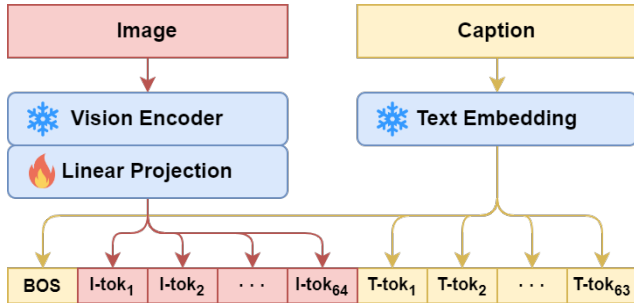 Image Caption
Vision Encoder Text Embedding
Linear Projection
BOS I-tok₁ I-tok₂ · · · I-tok₆₄ T-tok₁ T-tok₂ · · · T-tok₆₃